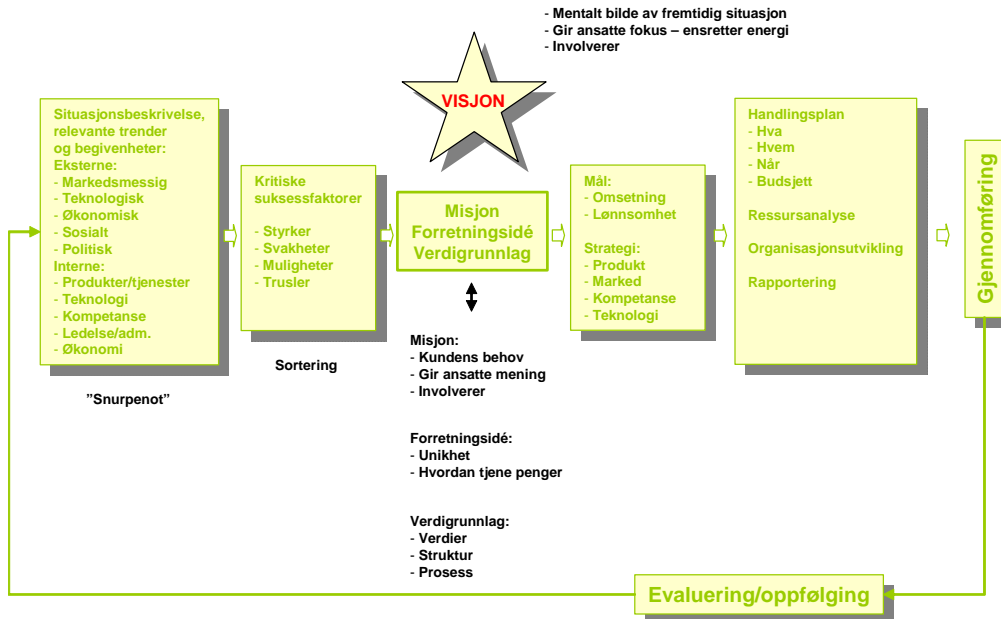 - Mentalt bilde av fremtidig situasjon
- Gir ansatte fokus – ensretter energi
- Involverer
VISJON
Situasjonsbeskrivelse,
relevante trender
og begivenheter:
Eksterne:
- Markedsmessig
- Teknologisk
- Økonomisk
- Sosialt
- Politisk
Interne:
- Produkter/tjenester
- Teknologi
- Kompetanse
- Ledelse/adm.
- Økonomi
”Snurpenot”
Kritiske
suksessfaktorer
- Styrker
- Svakheter
- Muligheter
- Trusler
Sortering
Misjon
Forretningsidé
Verdigrunnlag
Misjon:
- Kundens behov
- Gir ansatte mening
- Involverer
Forretningsidé:
- Unikhet
- Hvordan tjene penger
Verdigrunnlag:
- Verdier
- Struktur
- Prosess
Mål:
- Omsetning
- Lønnsomhet
Strategi:
- Produkt
- Marked
- Kompetanse
- Teknologi
Handlingsplan
- Hva
- Hvem
- Når
- Budsjett
Ressursanalyse
Organisasjonsutvikling
Rapportering
Gjennomføring
Evaluering/oppfølging